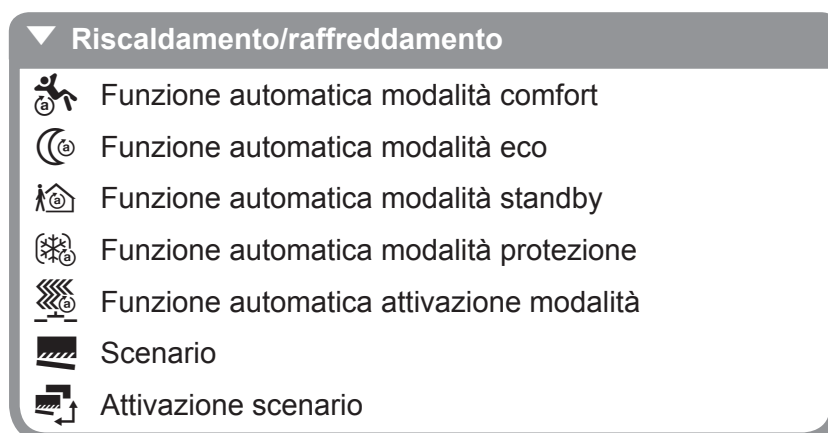 Riscaldamento/raffreddamento
Funzione automatica modalità comfort
Funzione automatica modalità eco
Funzione automatica modalità standby
Funzione automatica modalità protezione
Funzione automatica attivazione modalità
Scenario
Attivazione scenario